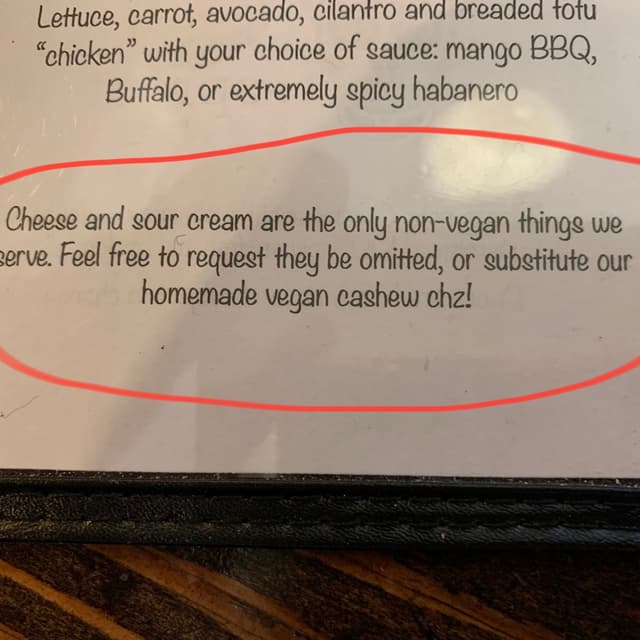 Lettuce, carrot, avocado, cilantro and breaded tofu
“chicken” with your choice of sauce: mango BBQ,
Buffalo, or extremely spicy habanero
Cheese and sour cream are the only non-vegan things we
serve. Feel free to request they be omitted, or substitute our
homemade vegan cashew chz!